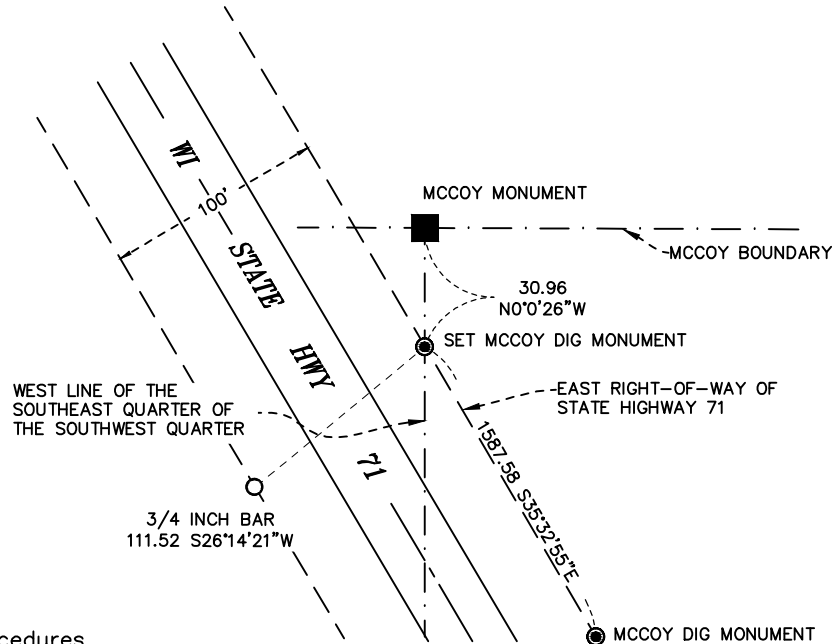 WI
STATE
HWY
71
100'
MCCOY MONUMENT
MCCOY BOUNDARY
30.96
N0°0'26"W
SET MCCOY DIG MONUMENT
WEST LINE OF THE
SOUTHEAST QUARTER OF
THE SOUTHWEST QUARTER
EAST RIGHT-OF-WAY OF
STATE HIGHWAY 71
1587.58 S35°32'55"E
3/4 INCH BAR
111.52 S26°14'21"W
MCCOY DIG MONUMENT
cedures